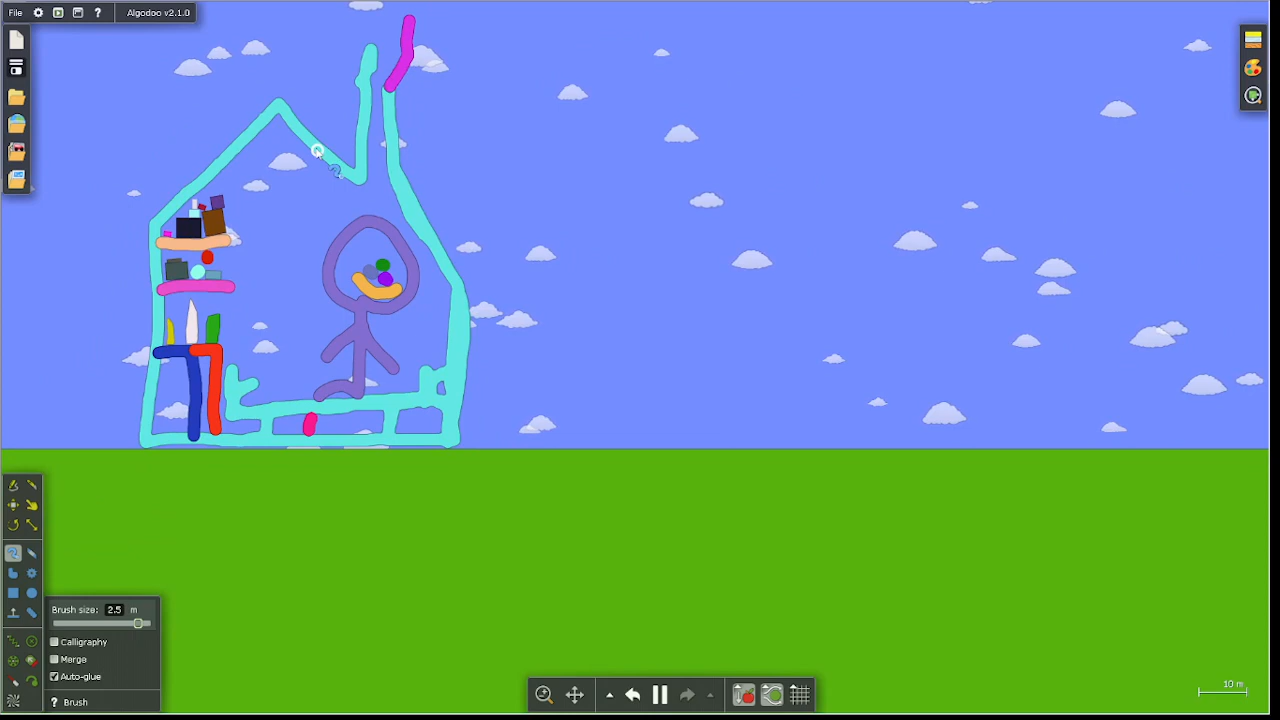 File ? Algodoo v2.1.0
Brush size: 2.5 m
Calligraphy
Merge
Auto-glue
? Brush
10 m